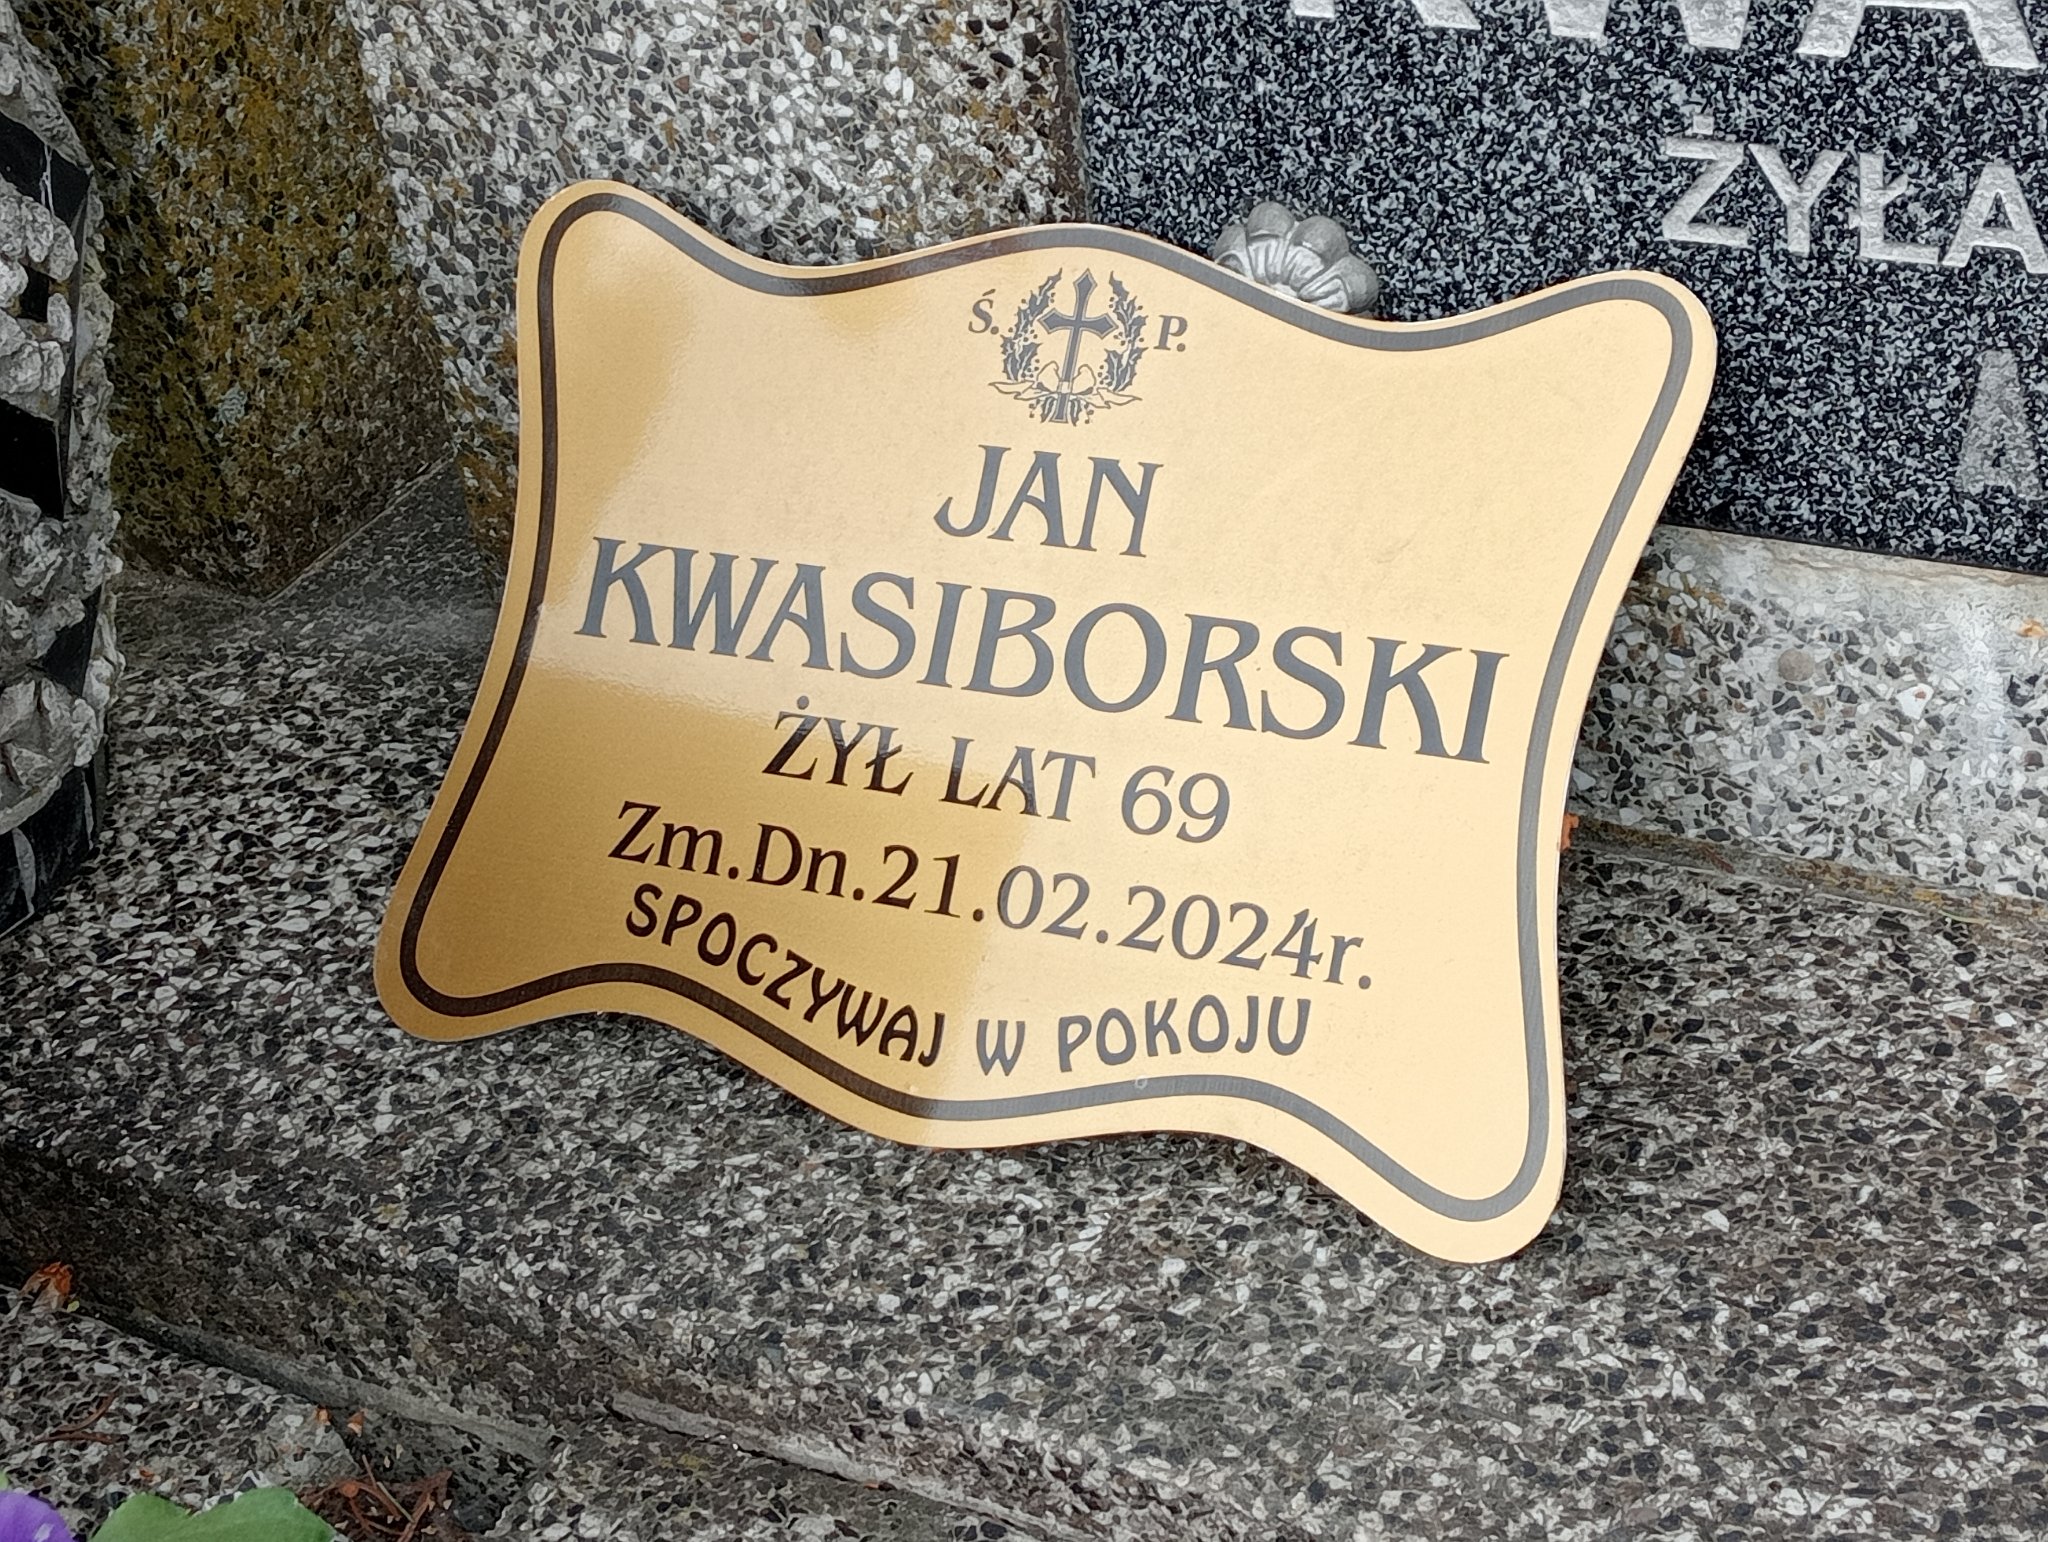 Ś. P.
JAN
KWASIBORSKI
ŻYŁ LAT 69
Zm.Dn.21.02.2024r.
SPOCZYWAJ W POKOJU
ŻYŁA